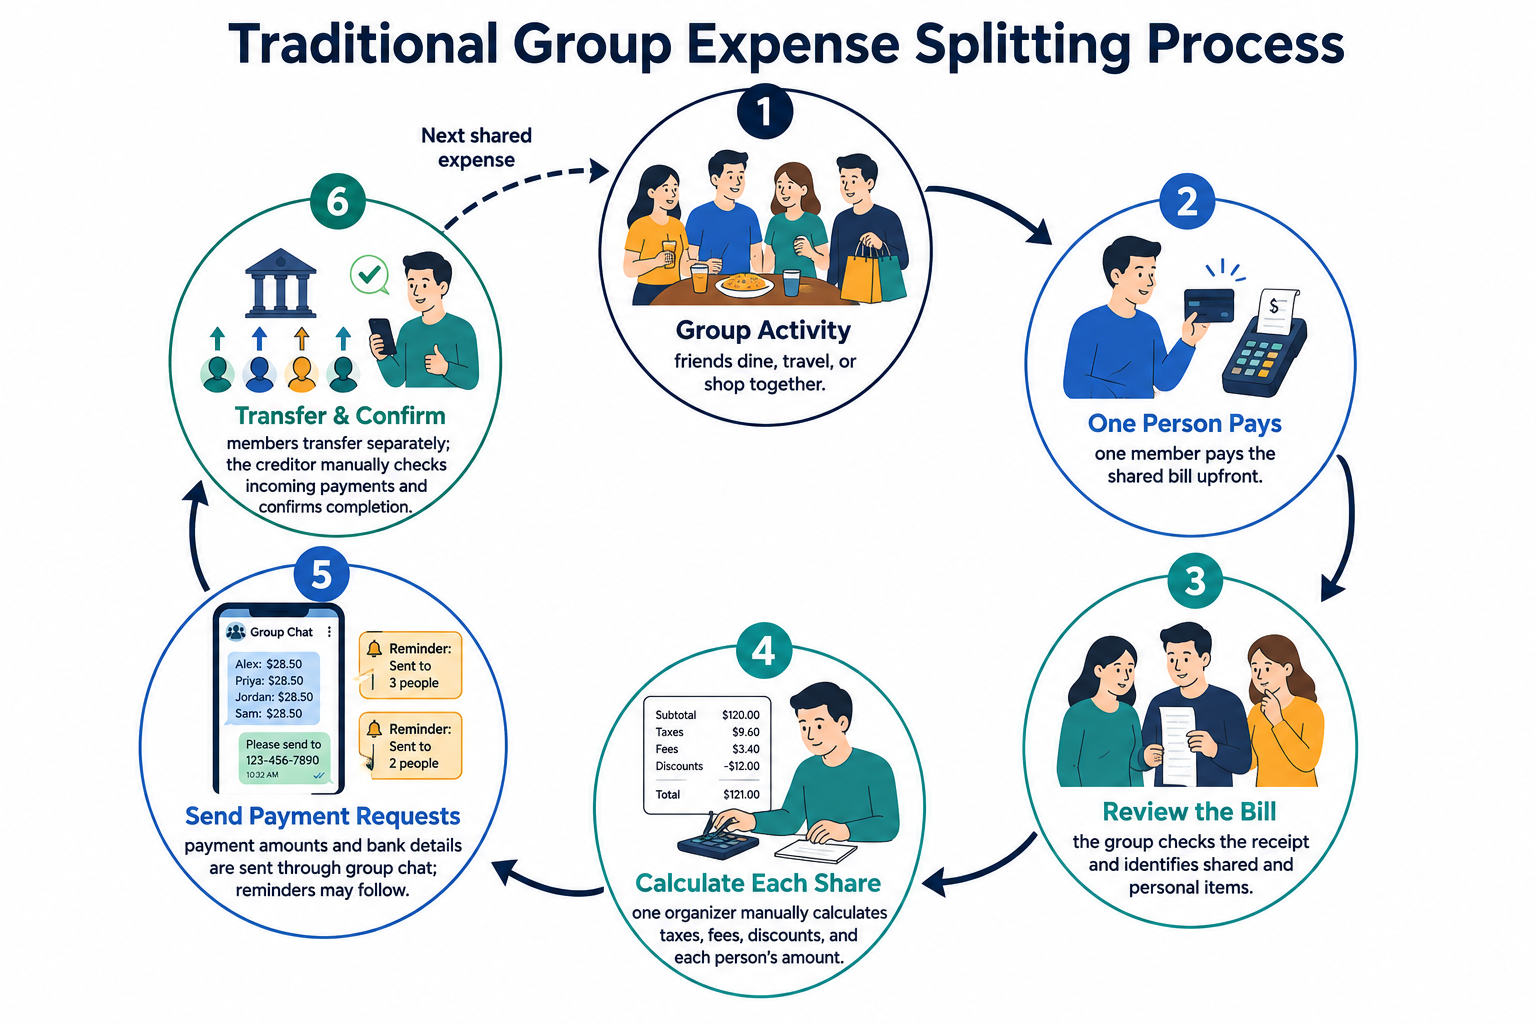 Traditional Group Expense Splitting Process
1
Group Activity
friends dine, travel, or
shop together.
2
$
One Person Pays
one member pays the
shared bill upfront.
3
Review the Bill
the group checks the receipt
and identifies shared and
personal items.
4
Subtotal $120.00
Taxes $9.60
Fees $3.40
Discounts -$12.00
Total $121.00
Calculate Each Share
one organizer manually calculates
taxes, fees, discounts, and
each person's amount.
5
Group Chat
Alex: $28.50
Priya: $28.50
Jordan: $28.50
Sam: $28.50
Please send to
123-456-7890
10:32 AM
Reminder:
Sent to
3 people
Reminder:
Sent to
2 people
Send Payment Requests
payment amounts and bank details
are sent through group chat;
reminders may follow.
6
Transfer & Confirm
members transfer separately;
the creditor manually checks
incoming payments and
confirms completion.
Next shared
expense